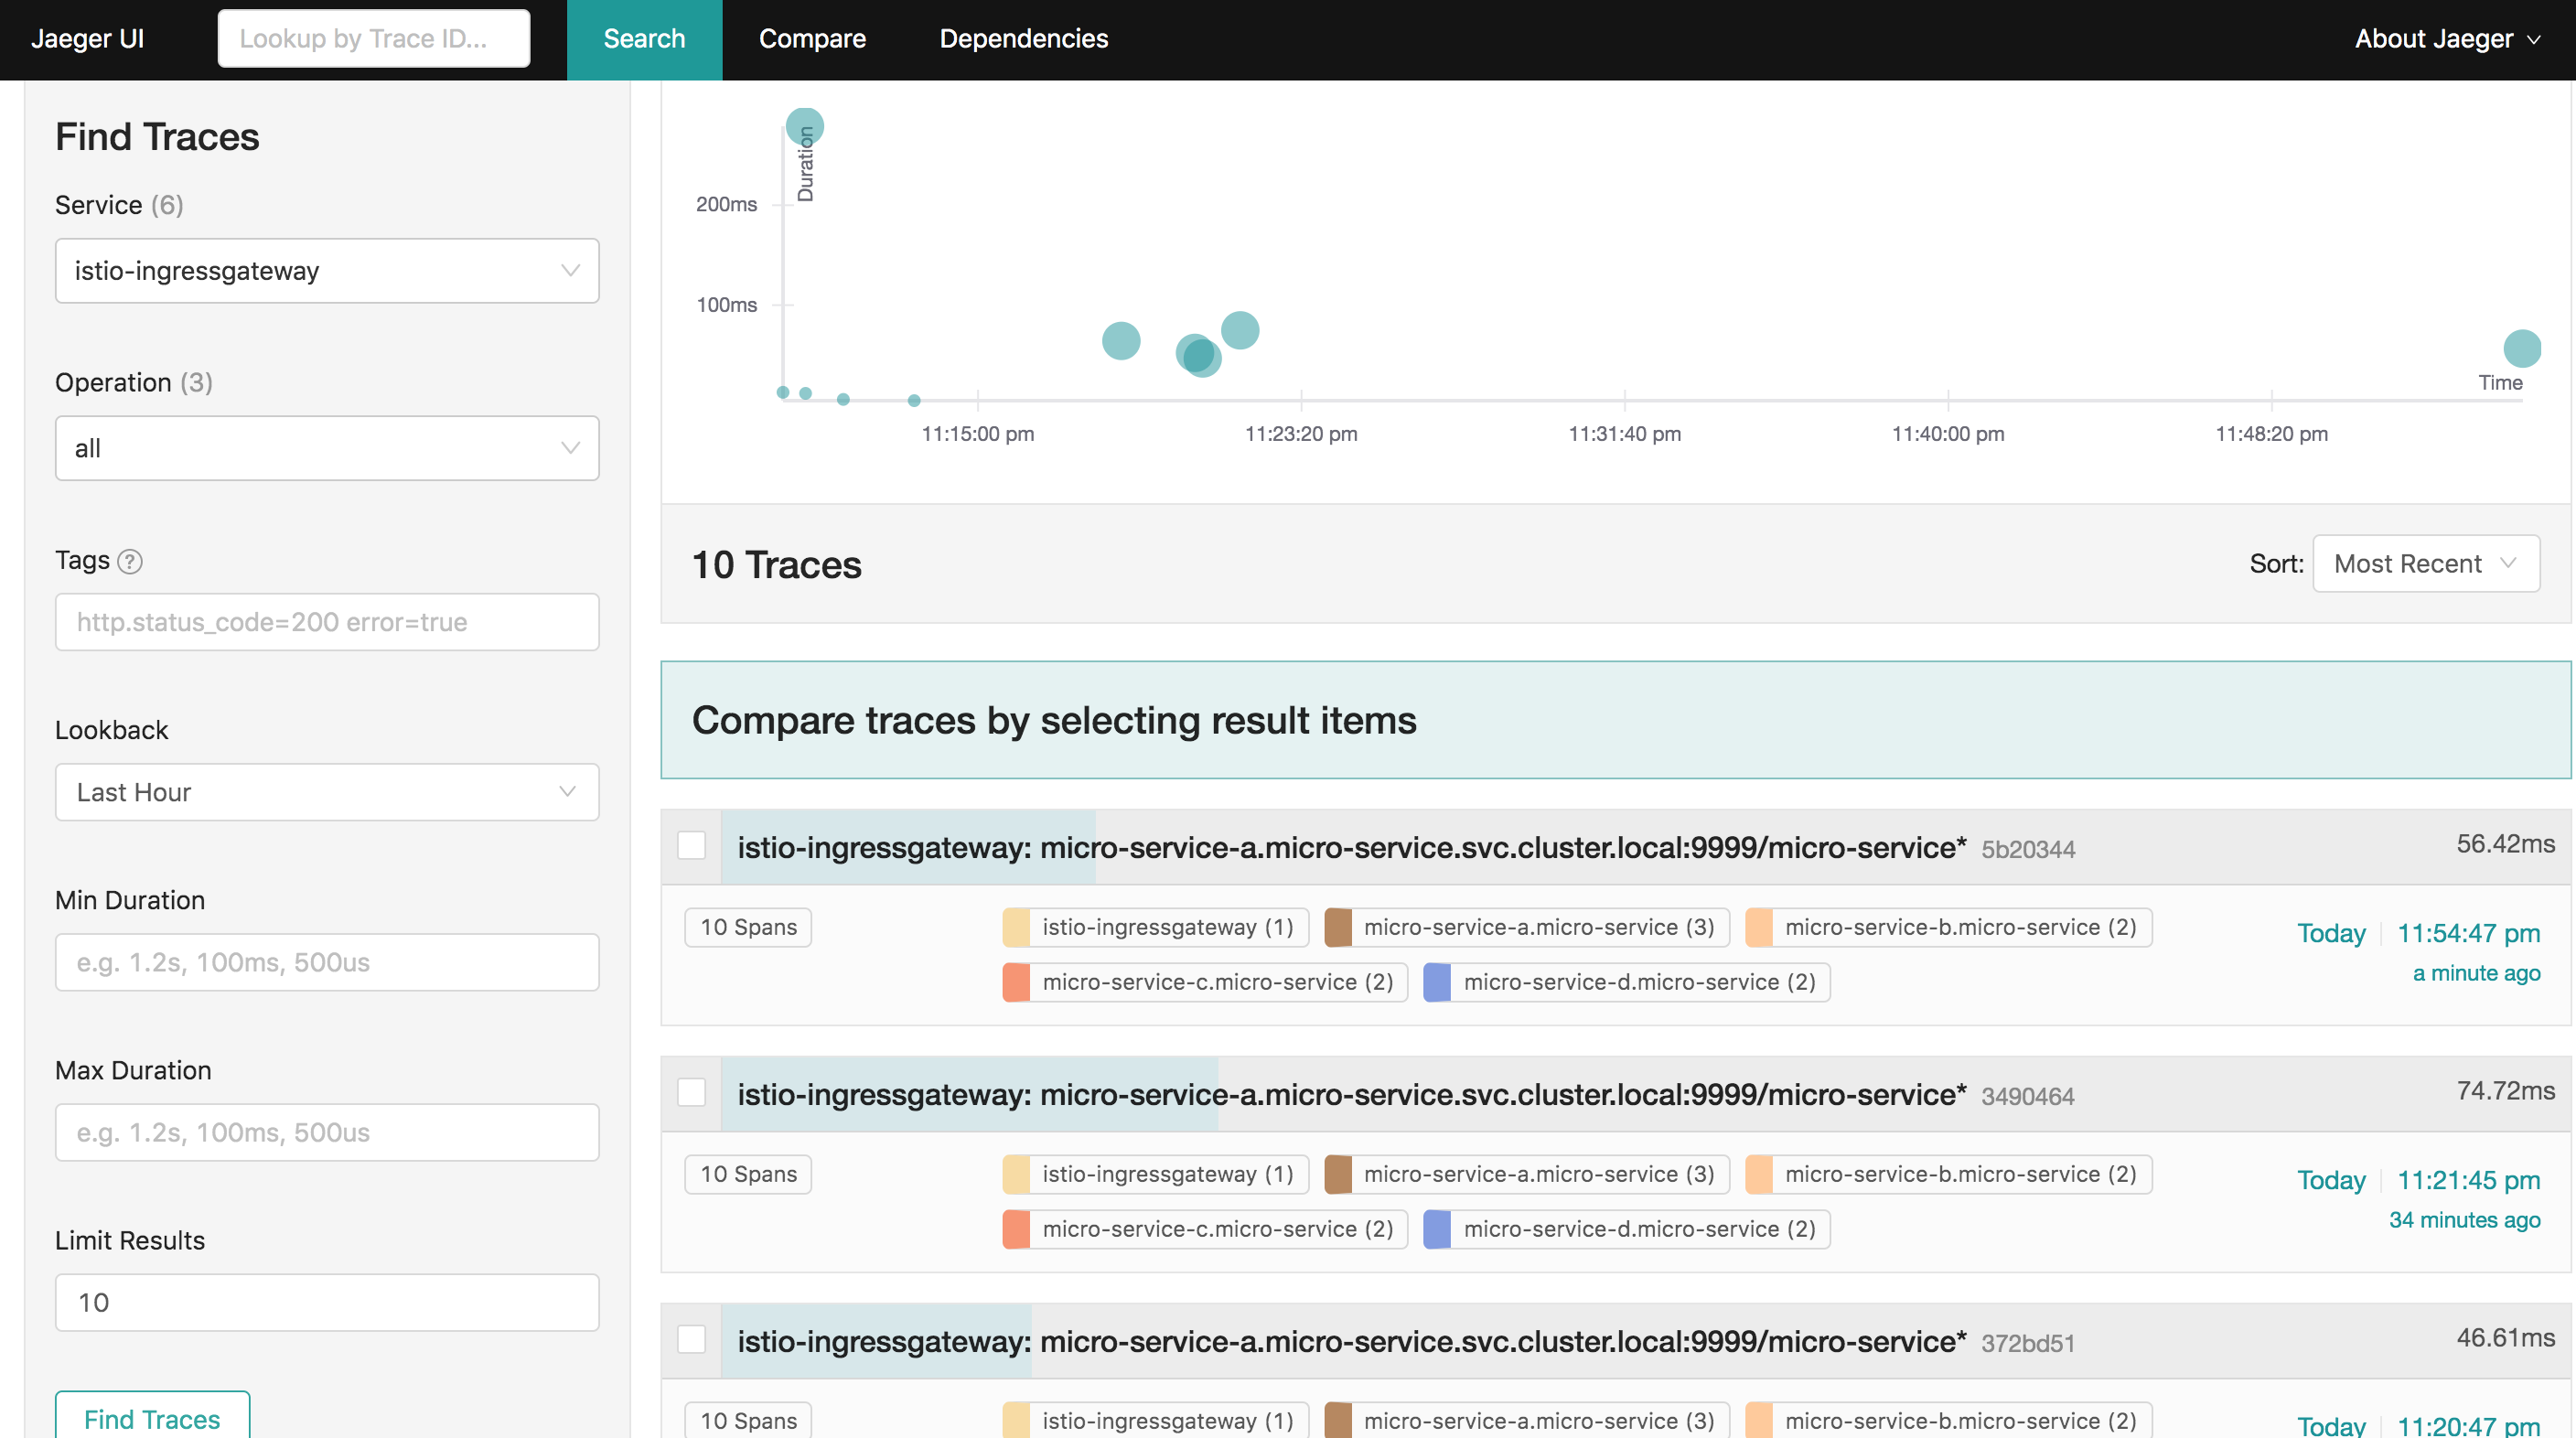 Jaeger UI
Lookup by Trace ID...
Search
Compare
Dependencies
About Jaeger
Find Traces
Service (6)
istio-ingressgateway
Operation (3)
all
Tags ?
http.status_code=200 error=true
Lookback
Last Hour
Min Duration
e.g. 1.2s, 100ms, 500us
Max Duration
e.g. 1.2s, 100ms, 500us
Limit Results
10
Find Traces
Duration
200ms
100ms
Time
11:15:00 pm
11:23:20 pm
11:31:40 pm
11:40:00 pm
11:48:20 pm
10 Traces
Sort: Most Recent
Compare traces by selecting result items
istio-ingressgateway: micro-service-a.micro-service.svc.cluster.local:9999/micro-service* 5b20344
56.42ms
10 Spans
istio-ingressgateway (1)
micro-service-a.micro-service (3)
micro-service-b.micro-service (2)
micro-service-c.micro-service (2)
micro-service-d.micro-service (2)
Today 11:54:47 pm
a minute ago
istio-ingressgateway: micro-service-a.micro-service.svc.cluster.local:9999/micro-service* 3490464
74.72ms
10 Spans
istio-ingressgateway (1)
micro-service-a.micro-service (3)
micro-service-b.micro-service (2)
micro-service-c.micro-service (2)
micro-service-d.micro-service (2)
Today 11:21:45 pm
34 minutes ago
istio-ingressgateway: micro-service-a.micro-service.svc.cluster.local:9999/micro-service* 372bd51
46.61ms
10 Spans
istio-ingressgateway (1)
micro-service-a.micro-service (3)
micro-service-b.micro-service (2)
Today 11:20:47 pm